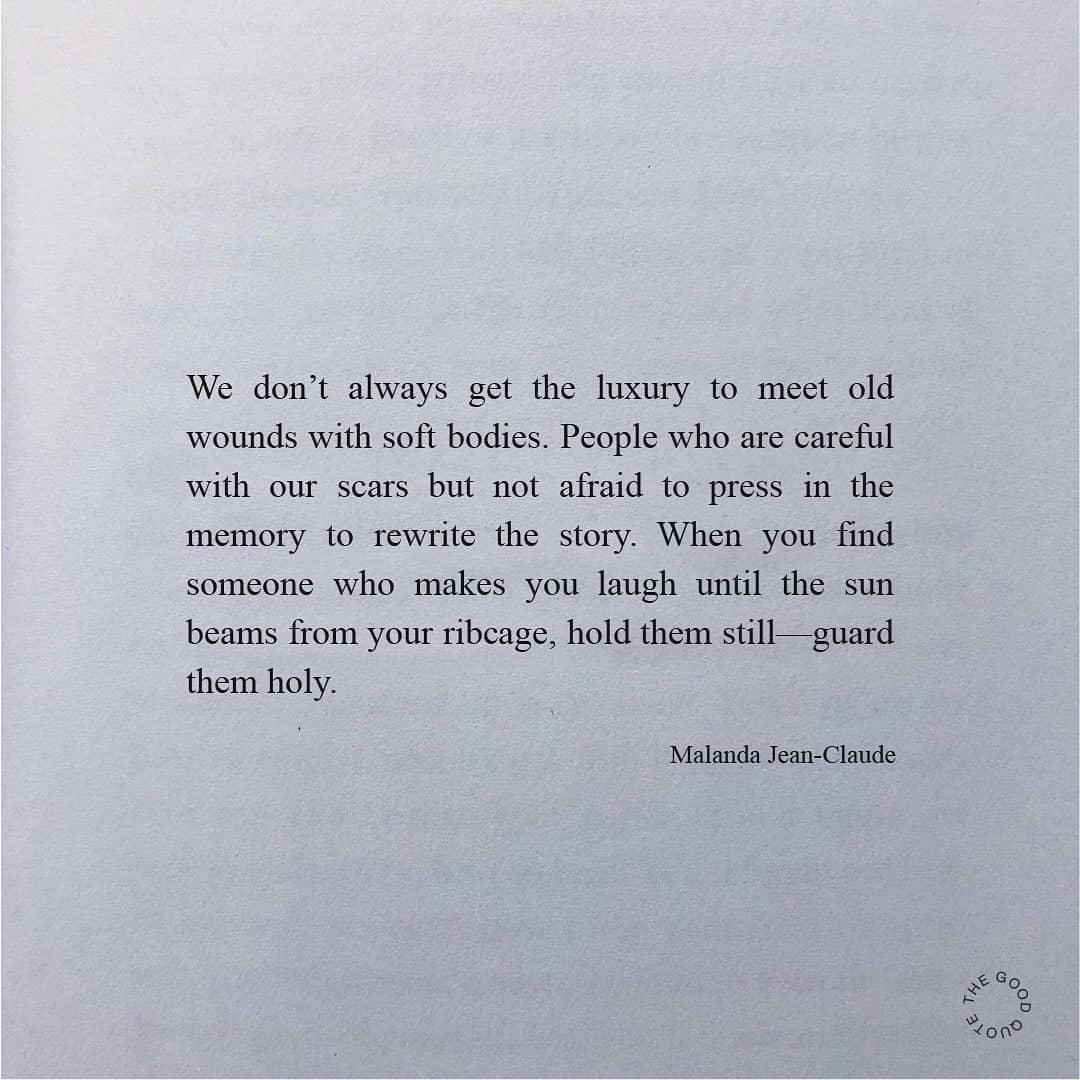 We don’t always get the luxury to meet old
wounds with soft bodies. People who are careful
with our scars but not afraid to press in the
memory to rewrite the story. When you find
someone who makes you laugh until the sun
beams from your ribcage, hold them still—guard
them holy.
Malanda Jean-Claude
THE GOOD QUOTE